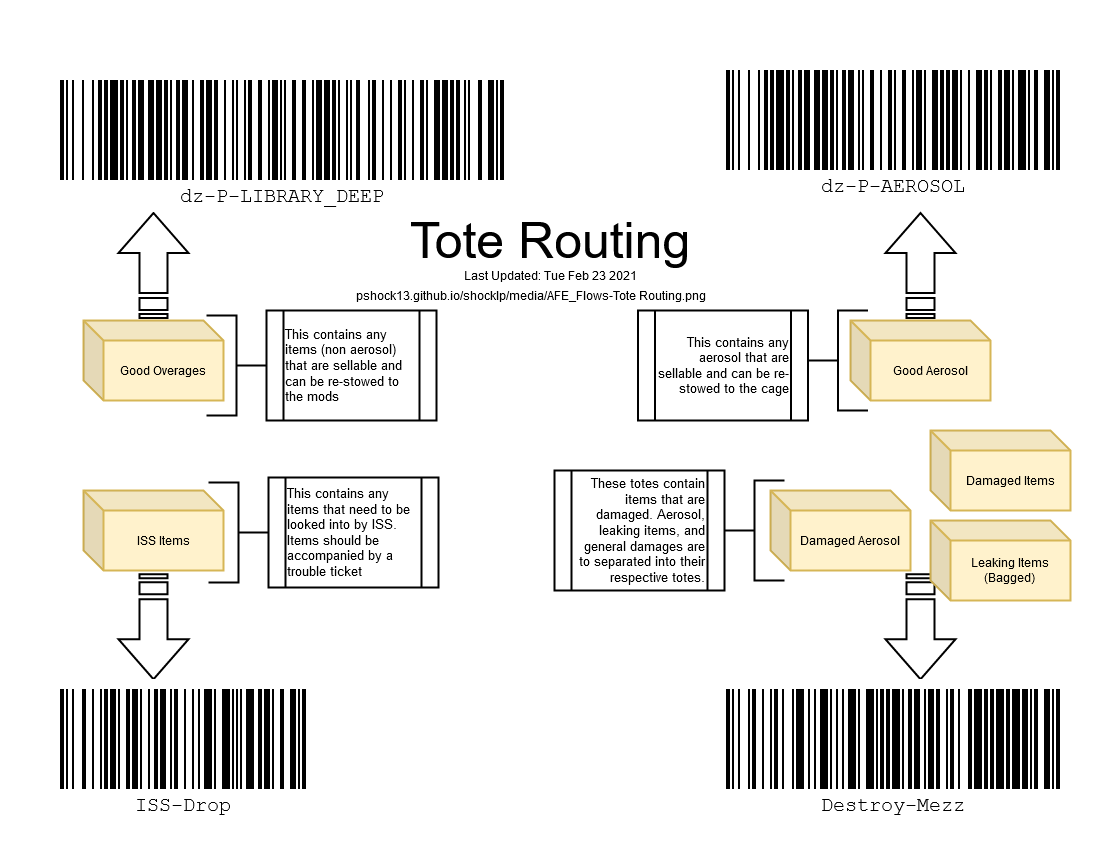 dz-P-LIBRARY_DEEP
dz-P-AEROSOL
Tote Routing
Last Updated: Tue Feb 23 2021
pshock13.github.io/shocklp/media/AFE_Flows-Tote Routing.png
Good Overages
This contains any
items (non aerosol)
that are sellable and
can be re-stowed to
the mods
This contains any
aerosol that are
sellable and can be re-
stowed to the cage
Good Aerosol
ISS Items
This contains any
items that need to be
looked into by ISS.
Items should be
accompanied by a
trouble ticket
These totes contain
items that are
damaged. Aerosol,
leaking items, and
general damages are
to separated into their
respective totes.
Damaged Aerosol
Damaged Items
Leaking Items
(Bagged)
ISS-Drop
Destroy-Mezz